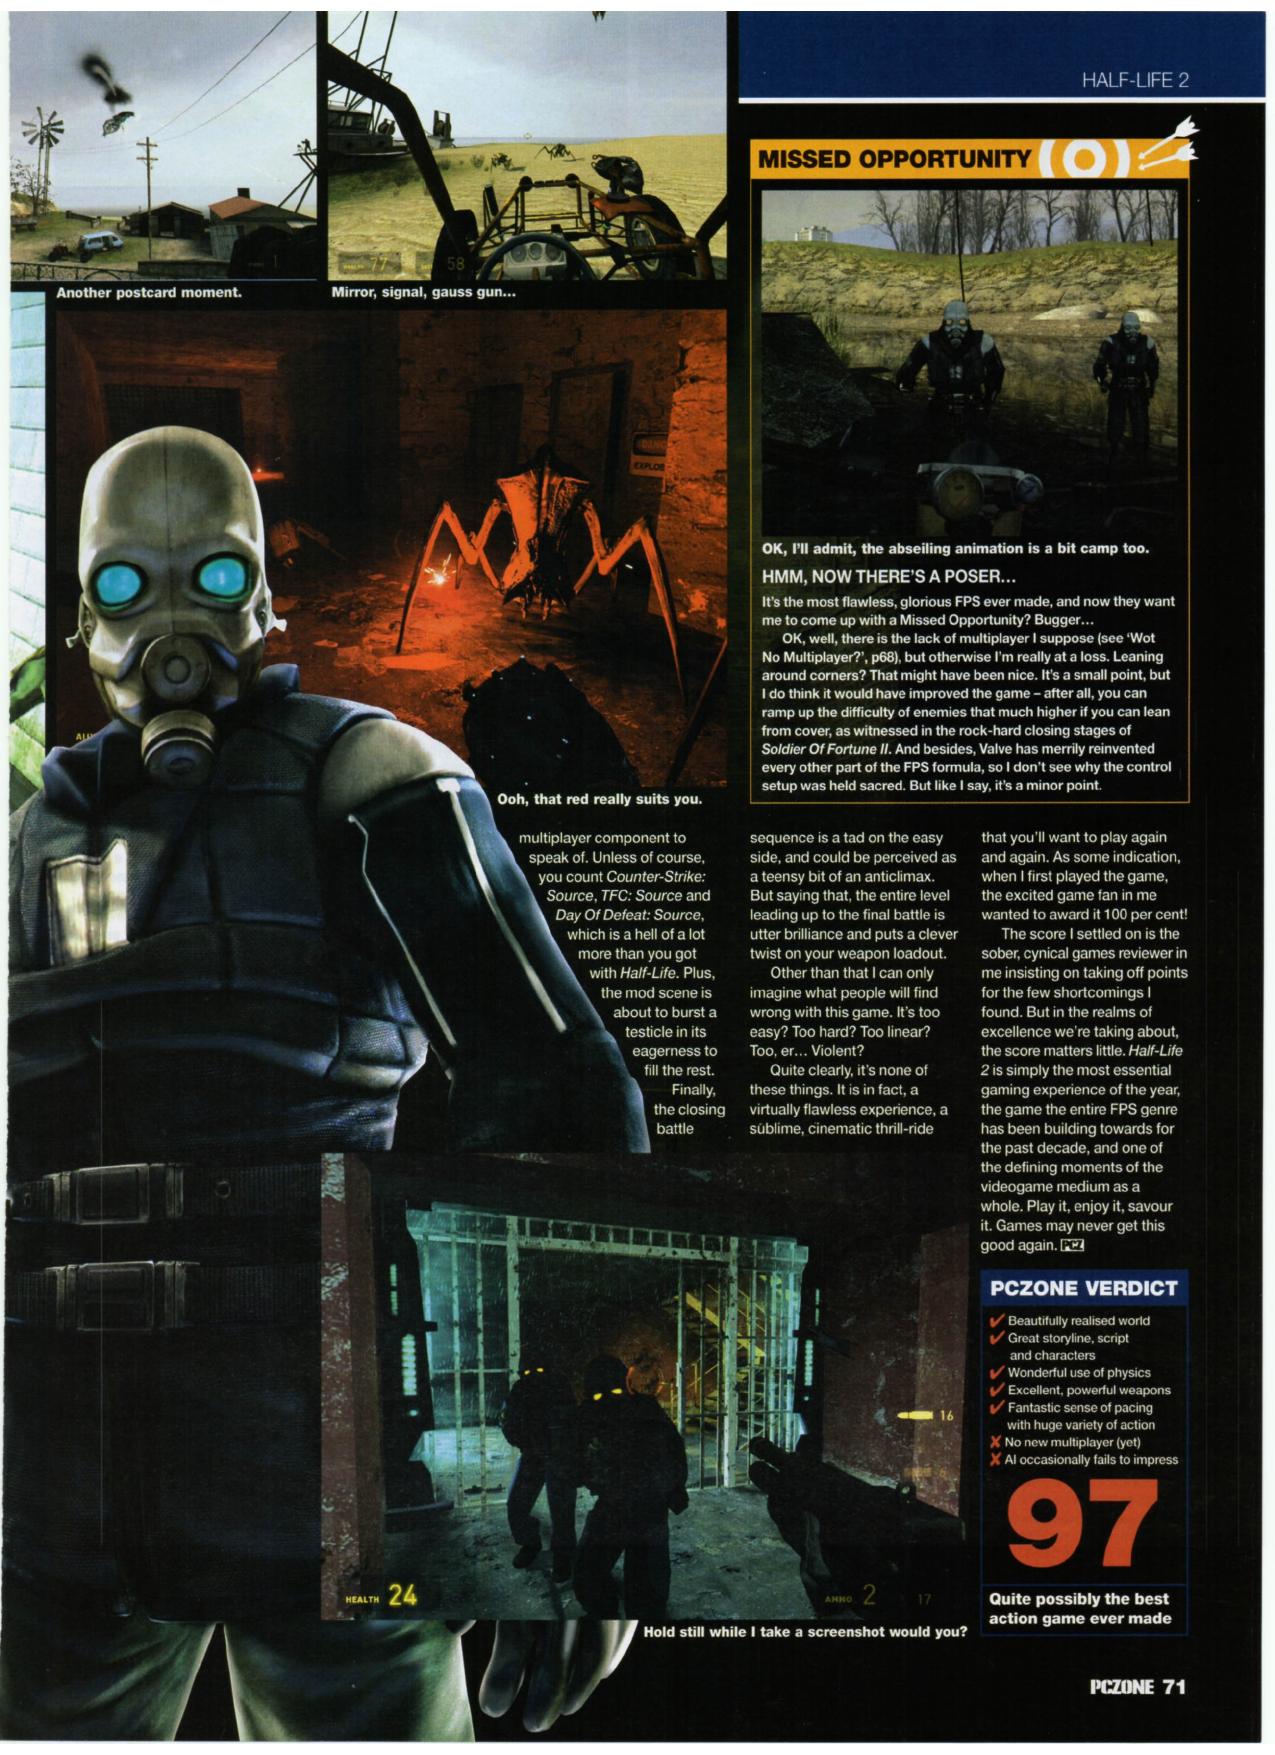 HALF-LIFE 2
Another postcard moment.
77
58
Mirror, signal, gauss gun...
EXPLO
Ooh, that red really suits you.
MISSED OPPORTUNITY
OK, I'll admit, the abseiling animation is a bit camp too.
HMM, NOW THERE'S A POSER...
It's the most flawless, glorious FPS ever made, and now they want
me to come up with a Missed Opportunity? Bugger...
OK, well, there is the lack of multiplayer I suppose (see 'Wot
No Multiplayer?', p68), but otherwise I'm really at a loss. Leaning
around corners? That might have been nice. It's a small point, but
I do think it would have improved the game – after all, you can
ramp up the difficulty of enemies that much higher if you can lean
from cover, as witnessed in the rock-hard closing stages of
Soldier Of Fortune II. And besides, Valve has merrily reinvented
every other part of the FPS formula, so I don't see why the control
setup was held sacred. But like I say, it's a minor point.
multiplayer component to
speak of. Unless of course,
you count Counter-Strike:
Source, TFC: Source and
Day Of Defeat: Source,
which is a hell of a lot
more than you got
with Half-Life. Plus,
the mod scene is
about to burst a
testicle in its
eagerness to
fill the rest.
Finally,
the closing
battle
sequence is a tad on the easy
side, and could be perceived as
a teensy bit of an anticlimax.
But saying that, the entire level
leading up to the final battle is
utter brilliance and puts a clever
twist on your weapon loadout.
Other than that I can only
imagine what people will find
wrong with this game. It's too
easy? Too hard? Too linear?
Too, er... Violent?
Quite clearly, it's none of
these things. It is in fact, a
virtually flawless experience, a
sublime, cinematic thrill-ride
that you'll want to play again
and again. As some indication,
when I first played the game,
the excited game fan in me
wanted to award it 100 per cent!
The score I settled on is the
sober, cynical games reviewer in
me insisting on taking off points
for the few shortcomings I
found. But in the realms of
excellence we're taking about,
the score matters little. Half-Life
2 is simply the most essential
gaming experience of the year,
the game the entire FPS genre
has been building towards for
the past decade, and one of
the defining moments of the
videogame medium as a
whole. Play it, enjoy it, savour
it. Games may never get this
good again. PCZ
16
HEALTH 24
AMMO 2 17
Hold still while I take a screenshot would you?
PCZONE VERDICT
✓ Beautifully realised world
✓ Great storyline, script
and characters
✓ Wonderful use of physics
✓ Excellent, powerful weapons
✓ Fantastic sense of pacing
with huge variety of action
✗ No new multiplayer (yet)
✗ AI occasionally fails to impress
97
Quite possibly the best
action game ever made
PCZONE 71